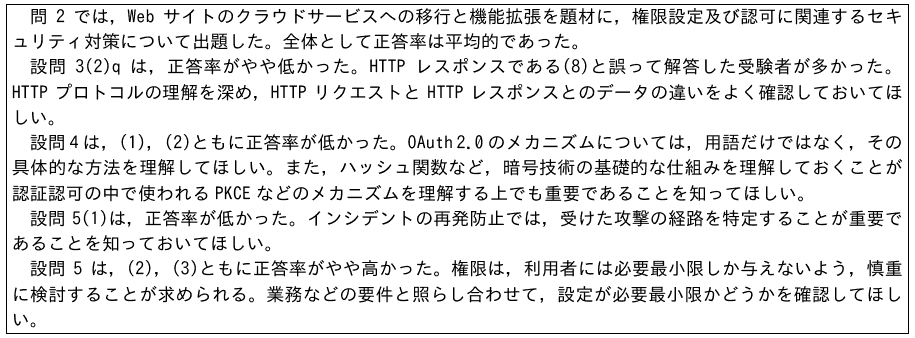 問 2 では，Web サイトのクラウドサービスへの移行と機能拡張を題材に，権限設定及び認可に関連するセキ
ュリティ対策について出題した。全体として正答率は平均的であった。
設問 3(2)q は，正答率がやや低かった。HTTP レスポンスである(8)と誤って解答した受験者が多かった。
HTTP プロトコルの理解を深め，HTTP リクエストと HTTP レスポンスとのデータの違いをよく確認しておいてほ
しい。
設問 4 は，(1)，(2)ともに正答率が低かった。OAuth 2.0 のメカニズムについては，用語だけではなく，その
具体的な方法を理解してほしい。また，ハッシュ関数など，暗号技術の基礎的な仕組みを理解しておくことが
認証認可の中で使われる PKCE などのメカニズムを理解する上でも重要であることを知ってほしい。
設問 5(1)は，正答率が低かった。インシデントの再発防止では，受けた攻撃の経路を特定することが重要で
あることを知っておいてほしい。
設問 5 は，(2)，(3)ともに正答率がやや高かった。権限は，利用者には必要最小限しか与えないよう，慎重
に検討することが求められる。業務などの要件と照らし合わせて，設定が必要最小限かどうかを確認してほし
い。